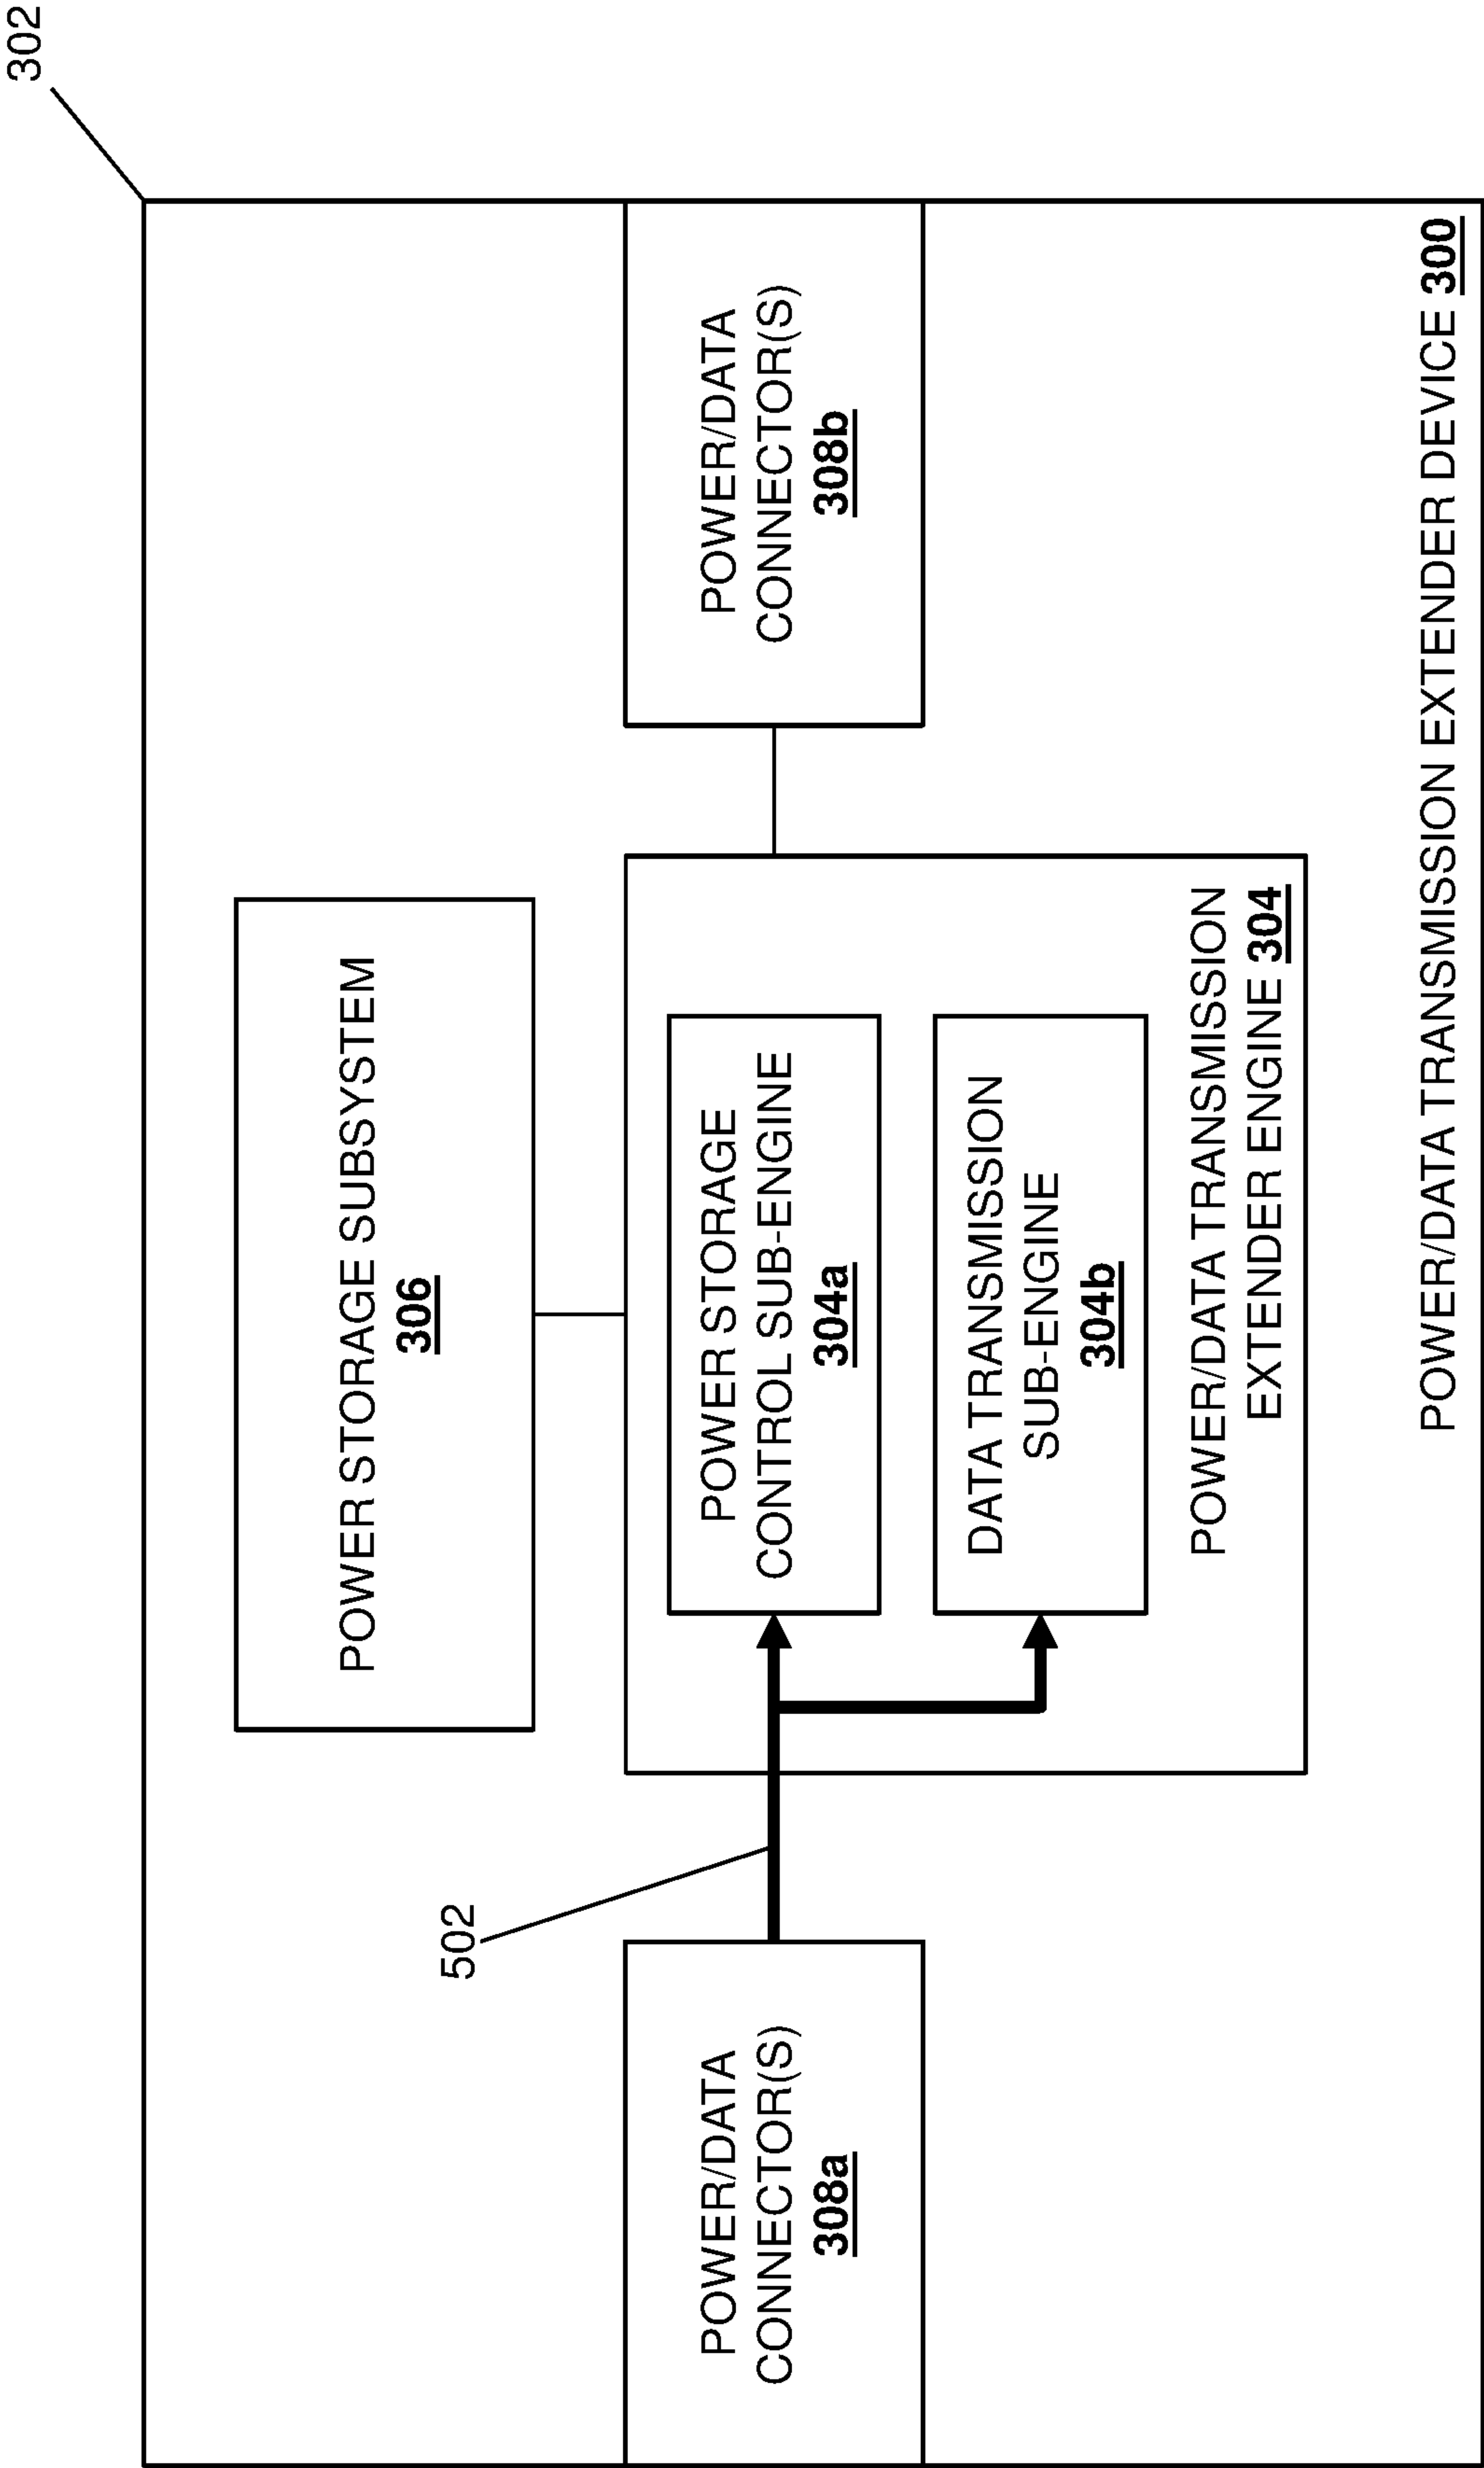 302
POWER STORAGE SUBSYSTEM
306
502
POWER/DATA
CONNECTOR(S)
308a
POWER STORAGE
CONTROL SUB-ENGINE
304a
DATA TRANSMISSION
SUB-ENGINE
304b
POWER/DATA TRANSMISSION
EXTENDER ENGINE 304
POWER/DATA
CONNECTOR(S)
308b
POWER/DATA TRANSMISSION EXTENDER DEVICE 300